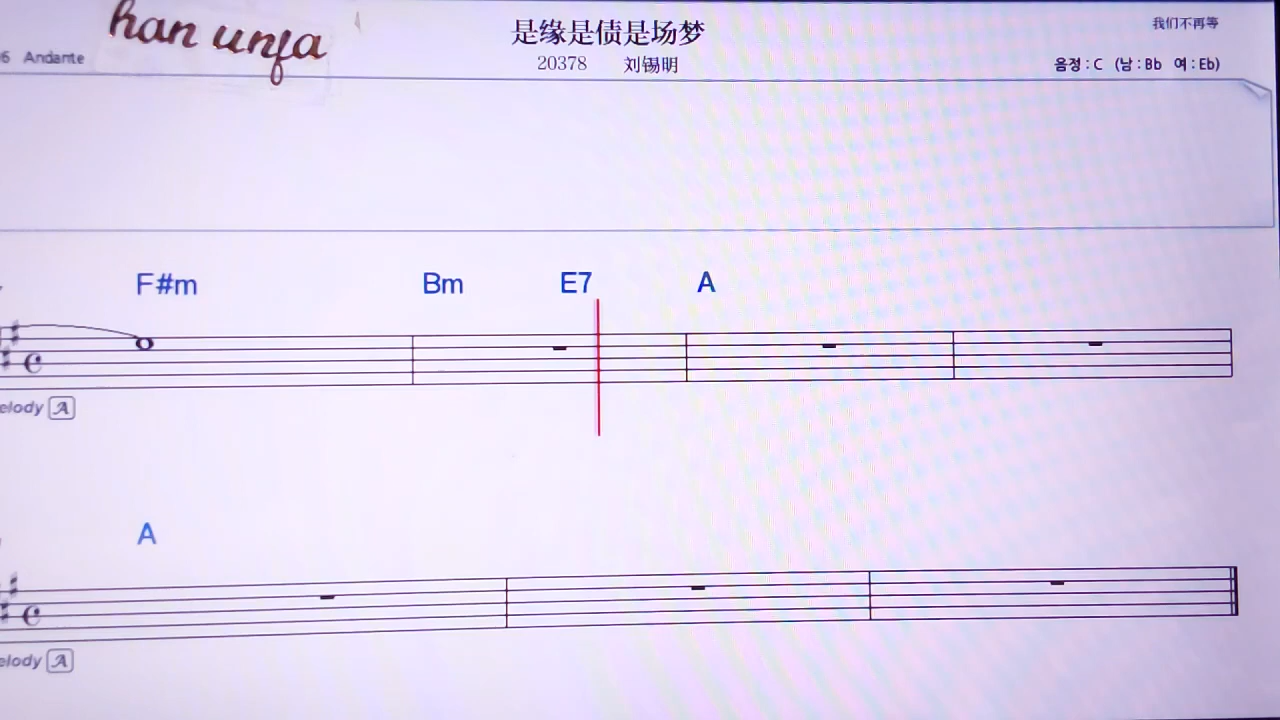 han unfa
是缘是债是场梦
我们不再等
6 Andante
20378 刘锡明
음정 : C (남 : Bb 여 : Eb)
F#m Bm E7 A
elody A
A
elody A